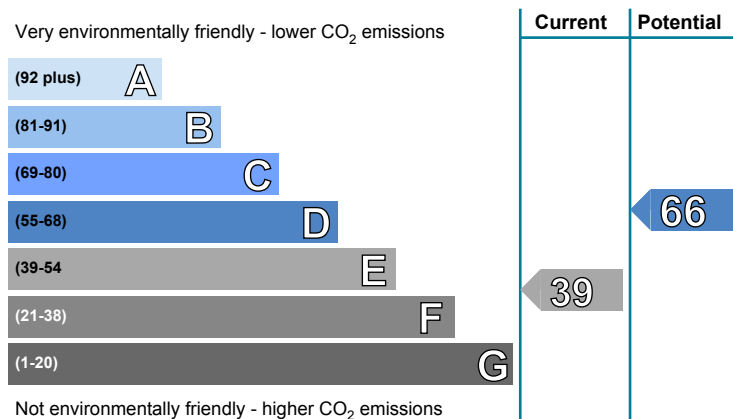 Current Potential
Very environmentally friendly - lower CO₂ emissions
(92 plus) A
(81-91) B
(69-80) C
(55-68) D
66
(39-54 E
39
(21-38) F
(1-20) G
Not environmentally friendly - higher CO₂ emissions